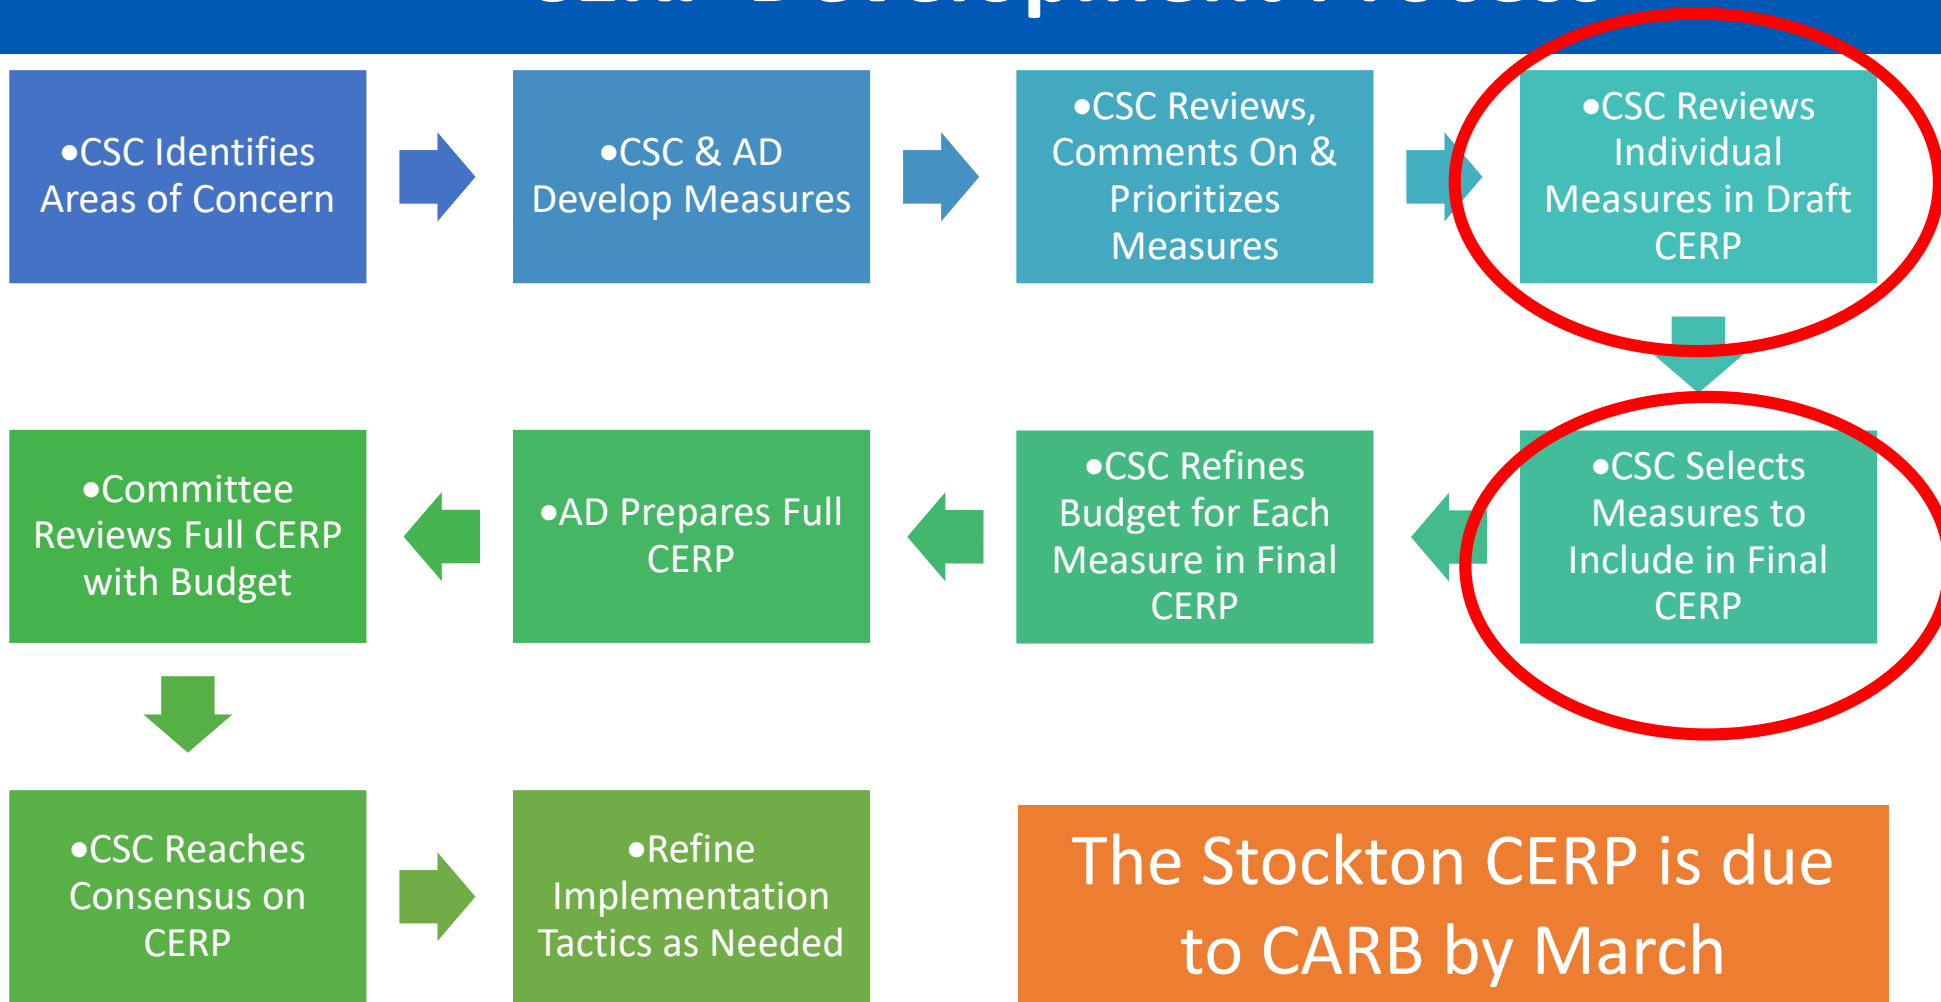 CERP Development Process
•CSC Identifies
Areas of Concern
•CSC & AD
Develop Measures
•CSC Reviews,
Comments On &
Prioritizes
Measures
•CSC Reviews
Individual
Measures in Draft
CERP
•CSC Selects
Measures to
Include in Final
CERP
•CSC Refines
Budget for Each
Measure in Final
CERP
•AD Prepares Full
CERP
•Committee
Reviews Full CERP
with Budget
•CSC Reaches
Consensus on
CERP
•Refine
Implementation
Tactics as Needed
The Stockton CERP is due
to CARB by March